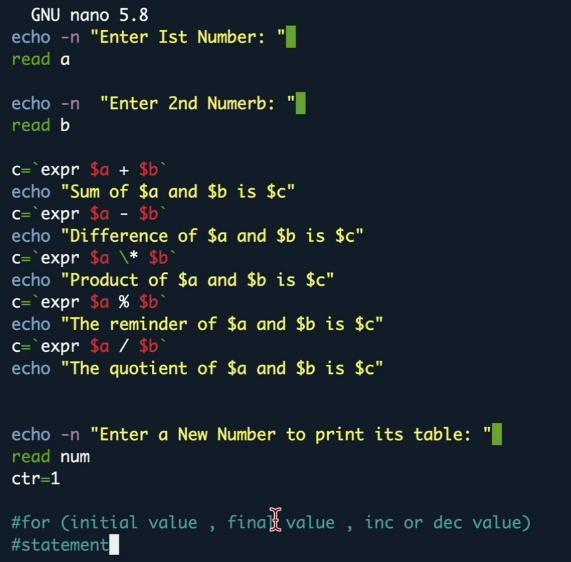 GNU nano 5.8
echo -n "Enter Ist Number: "
read a
echo -n  "Enter 2nd Numerb: "
read b
c=`expr $a + $b`
echo "Sum of $a and $b is $c"
c=`expr $a - $b`
echo "Difference of $a and $b is $c"
c=`expr $a \* $b`
echo "Product of $a and $b is $c"
c=`expr $a % $b`
echo "The reminder of $a and $b is $c"
c=`expr $a / $b`
echo "The quotient of $a and $b is $c"
echo -n "Enter a New Number to print its table: "
read num
ctr=1
#for (initial value , final value , inc or dec value)
#statement